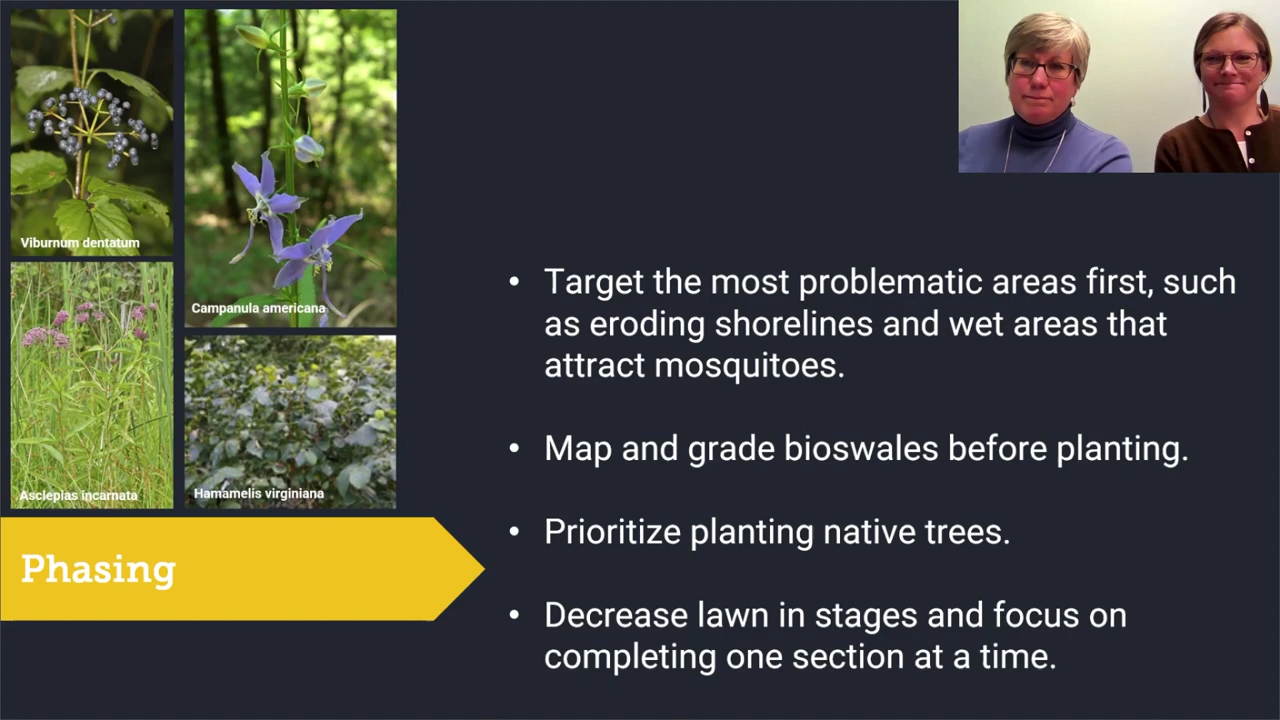 Viburnum dentatum
Campanula americana
Asclepias incarnata
Hamamelis virginiana
Phasing
• Target the most problematic areas first, such
as eroding shorelines and wet areas that
attract mosquitoes.
• Map and grade bioswales before planting.
• Prioritize planting native trees.
• Decrease lawn in stages and focus on
completing one section at a time.